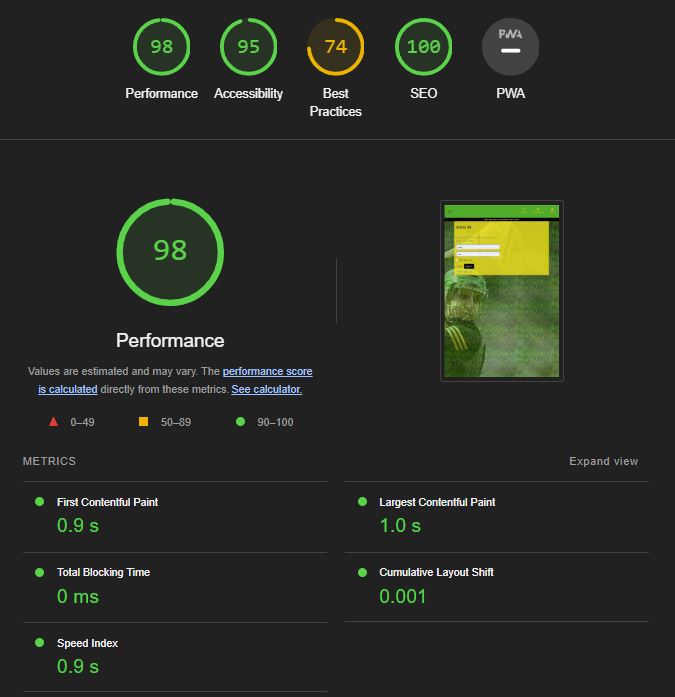 98
95
74
100
PWA
Performance
Accessibility
Best
Practices
SEO
PWA
98
Performance
Values are estimated and may vary. The performance score
is calculated directly from these metrics. See calculator.
0–49
50–89
90–100
SIGN IN
METRICS
Expand view
First Contentful Paint
0.9 s
Largest Contentful Paint
1.0 s
Total Blocking Time
0 ms
Cumulative Layout Shift
0.001
Speed Index
0.9 s